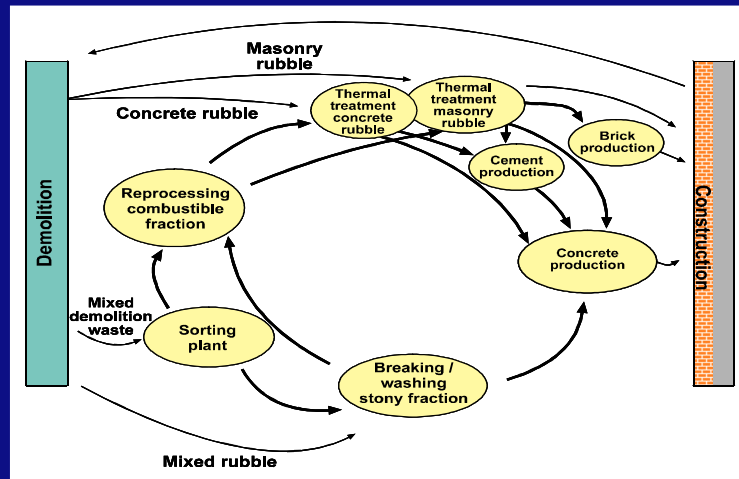 Masonry
rubble
Concrete rubble
Thermal
treatment
concrete
rubble
Thermal
treatment
masonry
rubble
Brick
production
Cement
production
Reprocessing
combustible
fraction
Demolition
Construction
Concrete
production
Mixed
demolition
waste
Sorting
plant
Breaking /
washing
stony fraction
Mixed rubble